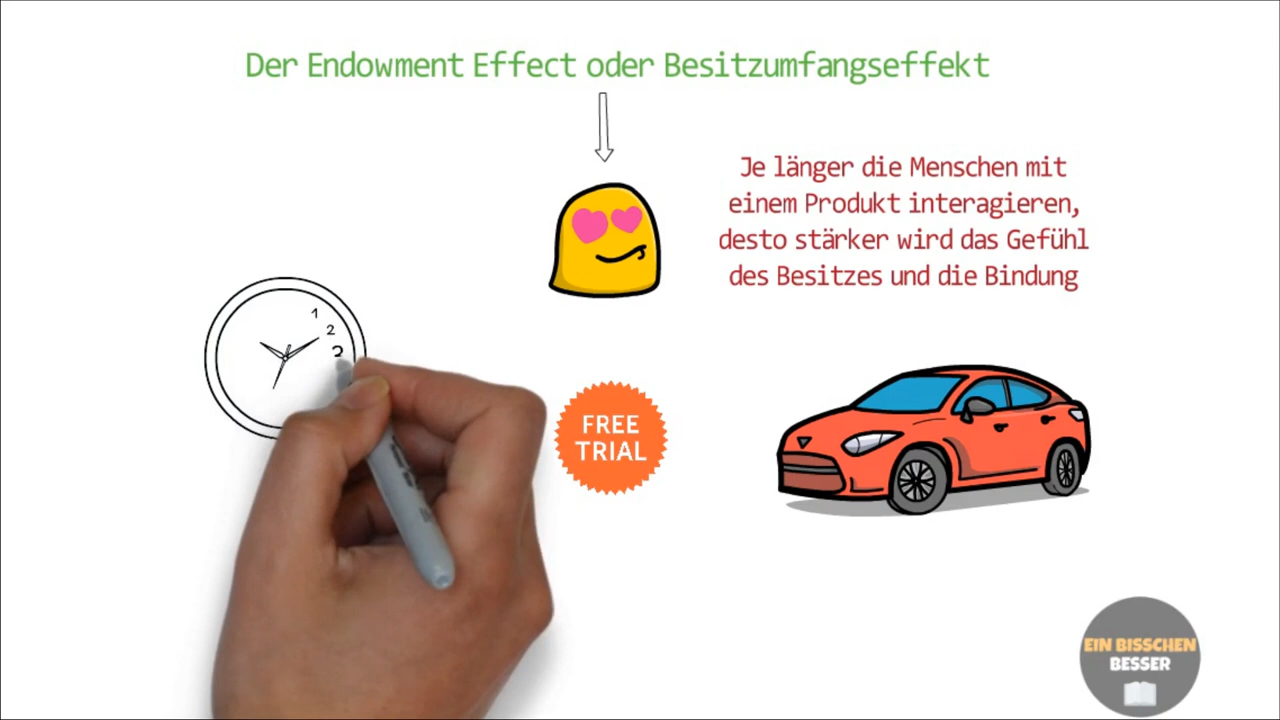 Der Endowment Effect oder Besitzumfangseffekt
Je länger die Menschen mit
einem Produkt interagieren,
desto stärker wird das Gefühl
des Besitzes und die Bindung
1
2
3
FREE
TRIAL
EIN BISSCHEN
BESSER